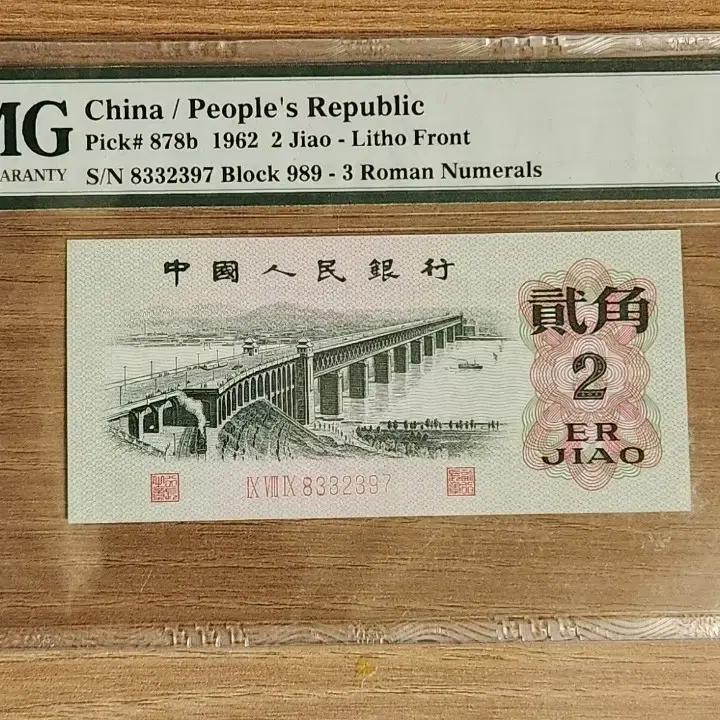 MG
ARANTY
China / People's Republic
Pick# 878b 1962 2 Jiao - Litho Front
S/N 8332397 Block 989 - 3 Roman Numerals
中國人民銀行
貳角
2
ER
JIAO
IX VIII IX 8332397